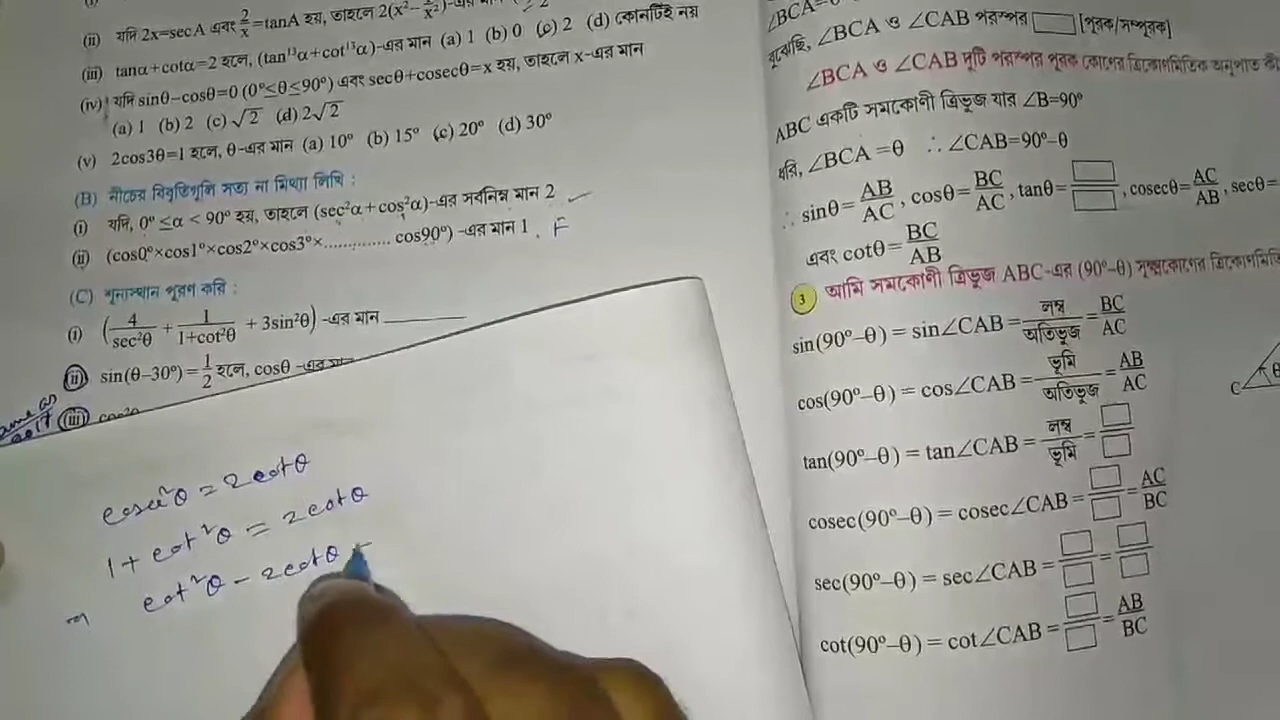 (ii) যদি 2x=secA এবং 2/x=tanA হয়, তাহলে 2(x²−1/x²)-এর মান
(iii) tanα+cotα=2 হলে, (tan¹³α+cot¹³α)-এর মান (a) 1 (b) 0 (c) 2 (d) কোনটিই নয়
(iv) যদি sinθ−cosθ=0 (0°≤θ≤90°) এবং secθ+cosecθ=x হয়, তাহলে x-এর মান
(a) 1 (b) 2 (c) √2 (d) 2√2
(v) 2cos3θ=1 হলে, θ-এর মান (a) 10° (b) 15° (c) 20° (d) 30°
(B) নীচের বিবৃতিগুলি সত্য না মিথ্যা লিখি :
(i) যদি, 0°≤α<90° হয়, তাহলে (sec²α+cos²α)-এর সর্বনিম্ন মান 2
(ii) (cos0°×cos1°×cos2°×cos3°×.............. cos90°) -এর মান 1 . F
(C) শূন্যস্থান পূরণ করি :
(i) (4/sec²θ + 1/1+cot²θ + 3sin²θ) -এর মান ________
(ii) sin(θ−30°)=1/2 হলে, cosθ -এর মান
(iii)
cosec²θ = 2cotθ
1 + cot²θ = 2cotθ
cot²θ − 2cotθ
∠BCA=θ
বুঝেছি, ∠BCA ও ∠CAB পরস্পর □ [পূরক/সম্পূরক]
∠BCA ও ∠CAB দুটি পরস্পর পূরক কোণের ত্রিকোণমিতিক অনুপাত কী
ABC একটি সমকোণী ত্রিভুজ যার ∠B=90°
ধরি, ∠BCA =θ ∴ ∠CAB=90°−θ
∴ sinθ= AB/AC , cosθ= BC/AC , tanθ= □/□ , cosecθ= AC/AB , secθ=
এবং cotθ= BC/AB
3 আমি সমকোণী ত্রিভুজ ABC-এর (90°−θ) সূক্ষ্মকোণের
sin(90°−θ) = sin∠CAB = লম্ব/অতিভুজ = BC/AC
cos(90°−θ) = cos∠CAB = ভূমি/অতিভুজ = AB/AC
C θ
tan(90°−θ) = tan∠CAB = লম্ব/ভূমি = □/□
cosec(90°−θ) = cosec∠CAB = □/□ = AC/BC
sec(90°−θ) = sec∠CAB = □/□ = □/□
cot(90°−θ) = cot∠CAB = □/□ = AB/BC